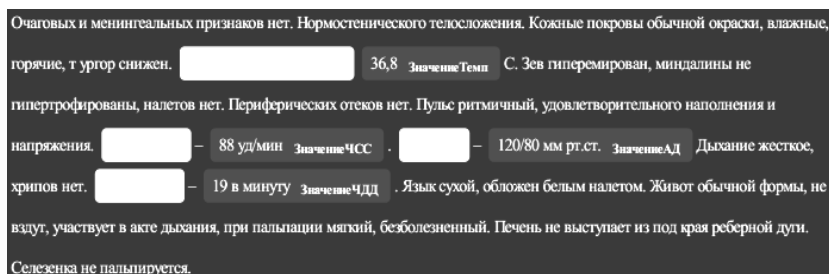 Очаговых и менингеальных признаков нет. Нормостенического телосложения. Кожные покровы обычной окраски, влажные,
горячие, т ургор снижен. 36,8 ЗначениеТемп С. Зев гиперемирован, миндалины не
гипертрофированы, налетов нет. Периферических отеков нет. Пульс ритмичный, удовлетворительного наполнения и
напряжения. – 88 уд/мин ЗначениеЧСС . – 120/80 мм рт.ст. ЗначениеАД Дыхание жесткое,
хрипов нет. – 19 в минуту ЗначениеЧДД . Язык сухой, обложен белым налетом. Живот обычной формы, не
вздут, участвует в акте дыхания, при пальпации мягкий, безболезненный. Печень не выступает из под края реберной дуги.
Селезенка не пальпируется.